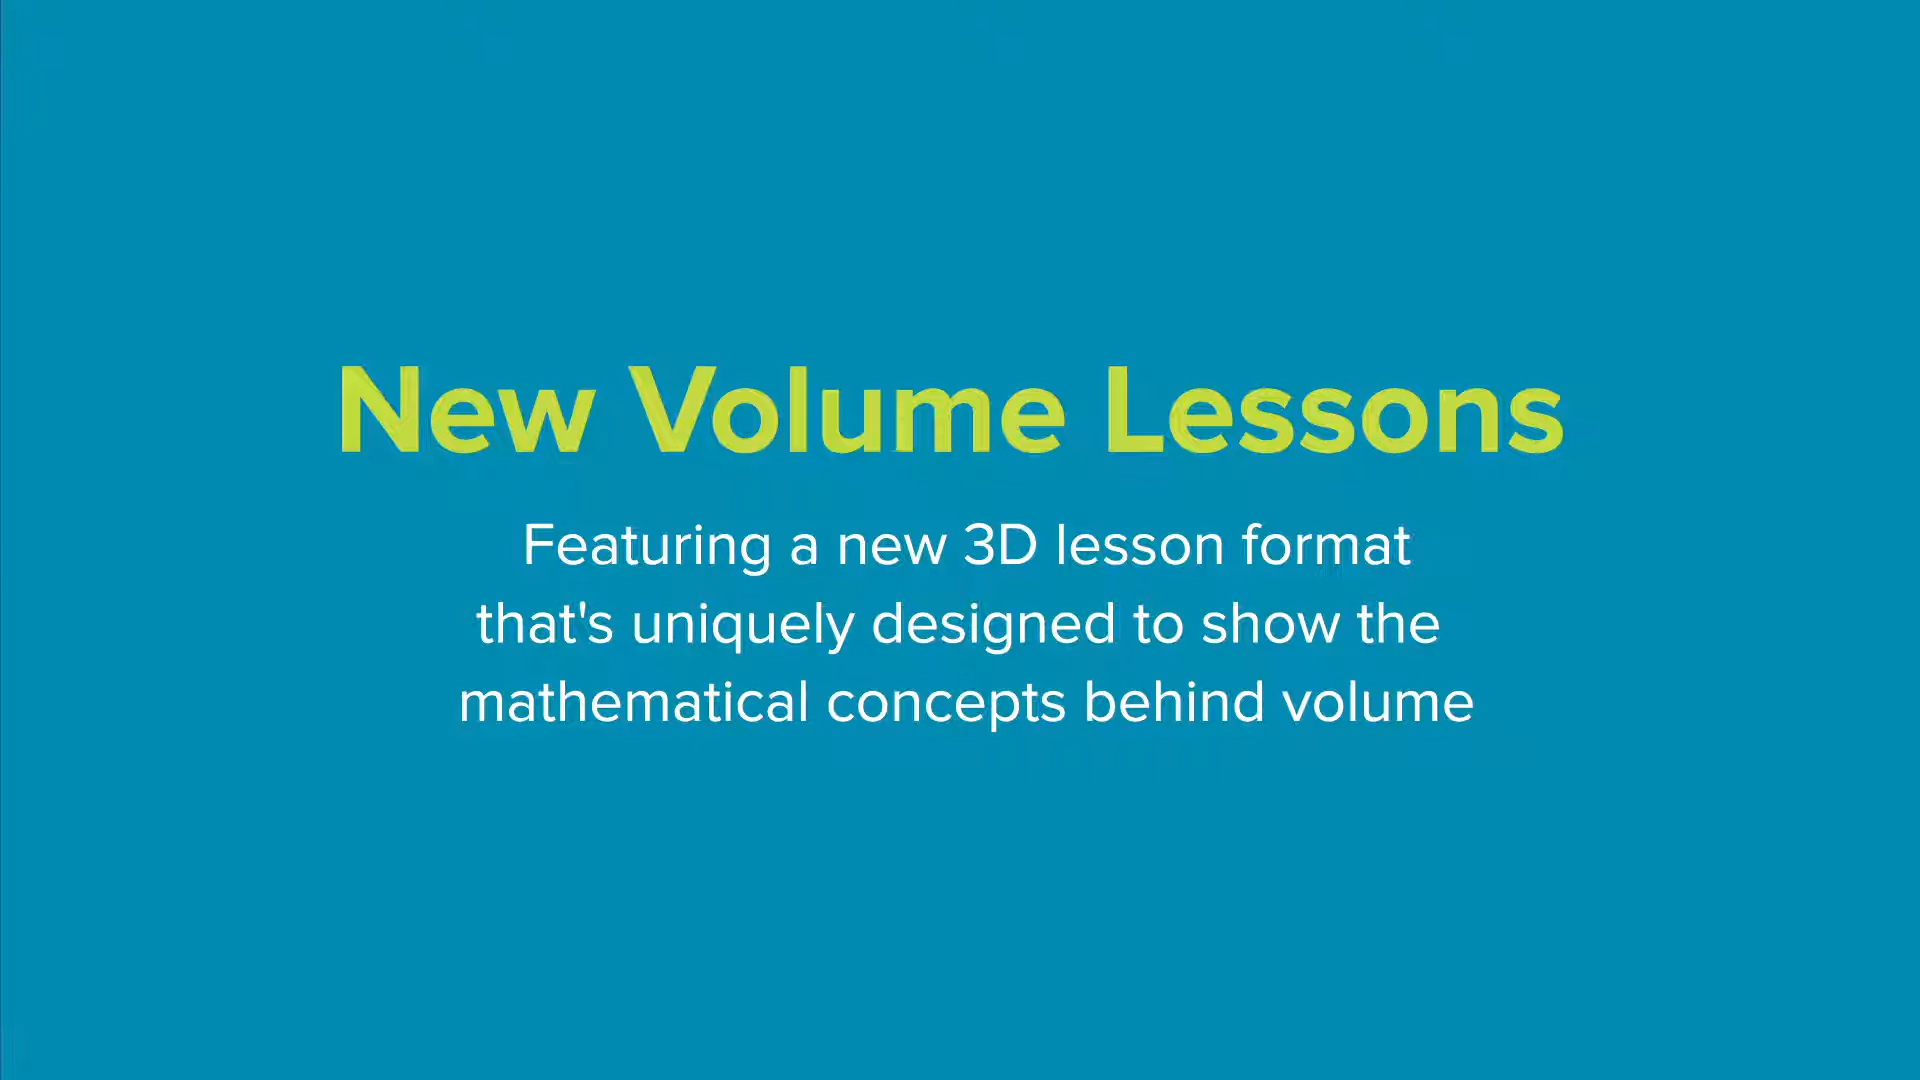 New Volume Lessons
Featuring a new 3D lesson format
that's uniquely designed to show the
mathematical concepts behind volume